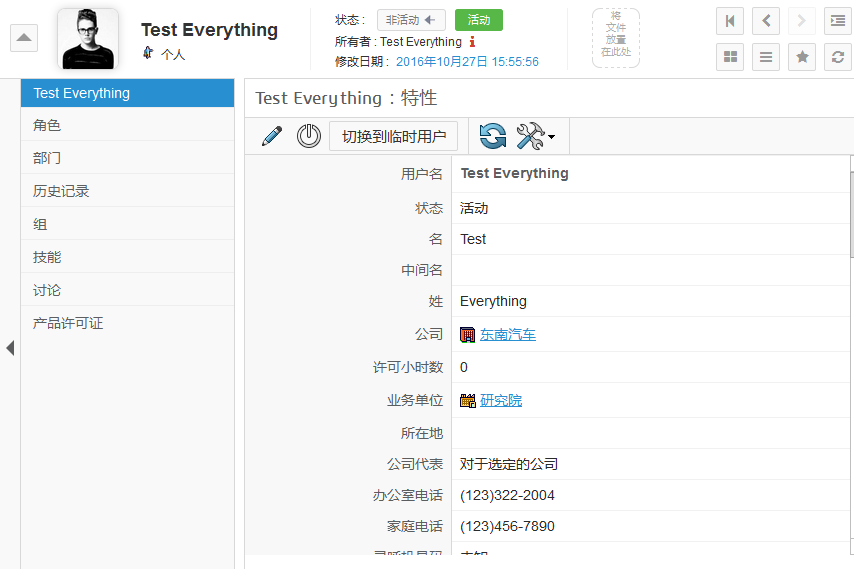 Test Everything
个人
状态 :
非活动
活动
所有者 : Test Everything
修改日期 : 2016年10月27日 15:55:56
将
文件
放置
在此处
Test Everything
角色
部门
历史记录
组
技能
讨论
产品许可证
Test Everything：特性
切换到临时用户
用户名 Test Everything
状态 活动
名 Test
中间名
姓 Everything
公司 东南汽车
许可小时数 0
业务单位 研究院
所在地
公司代表 对于选定的公司
办公室电话 (123)322-2004
家庭电话 (123)456-7890